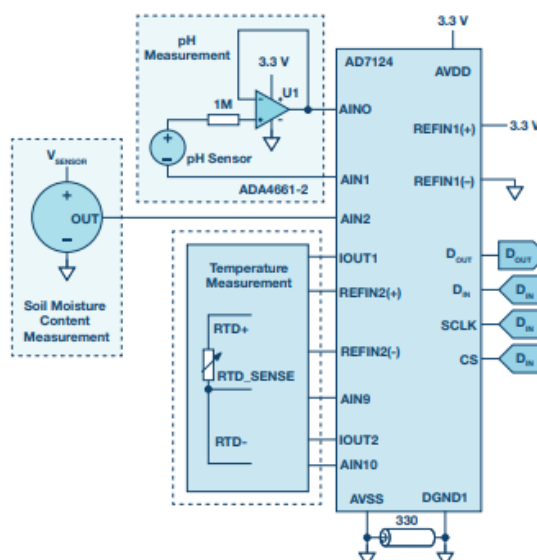 pH
Measurement
3.3 V
U1
1M
+
−
pH Sensor
ADA4661-2
V_SENSOR
+
OUT
−
Soil Moisture
Content
Measurement
Temperature
Measurement
RTD+
RTD_SENSE
RTD-
3.3 V
AD7124
AVDD
AINO
REFIN1(+)
3.3 V
AIN1
REFIN1(−)
AIN2
IOUT1
DOUT
DOUT
REFIN2(+)
DIN
DIN
SCLK
DIN
REFIN2(-)
CS
DIN
AIN9
IOUT2
AIN10
AVSS
DGND1
330